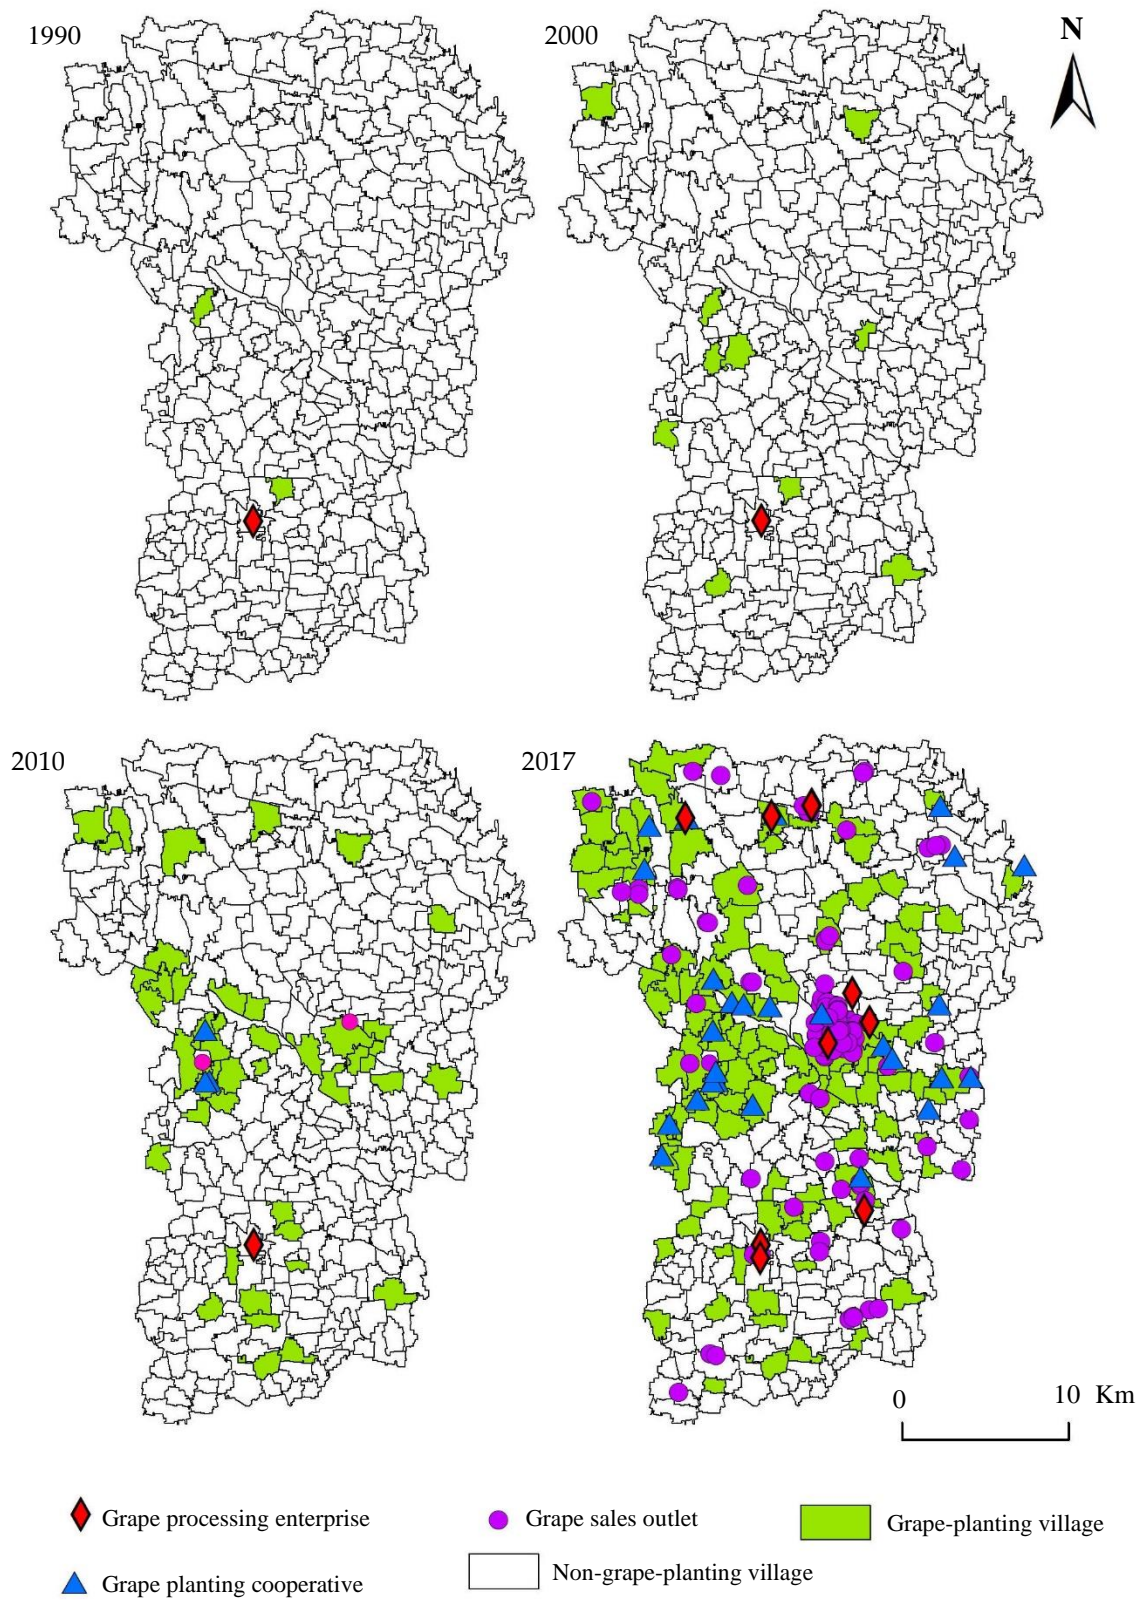 1990
2000
N
2010
2017
0
10 Km
Grape processing enterprise
Grape sales outlet
Grape-planting village
Grape planting cooperative
Non-grape-planting village